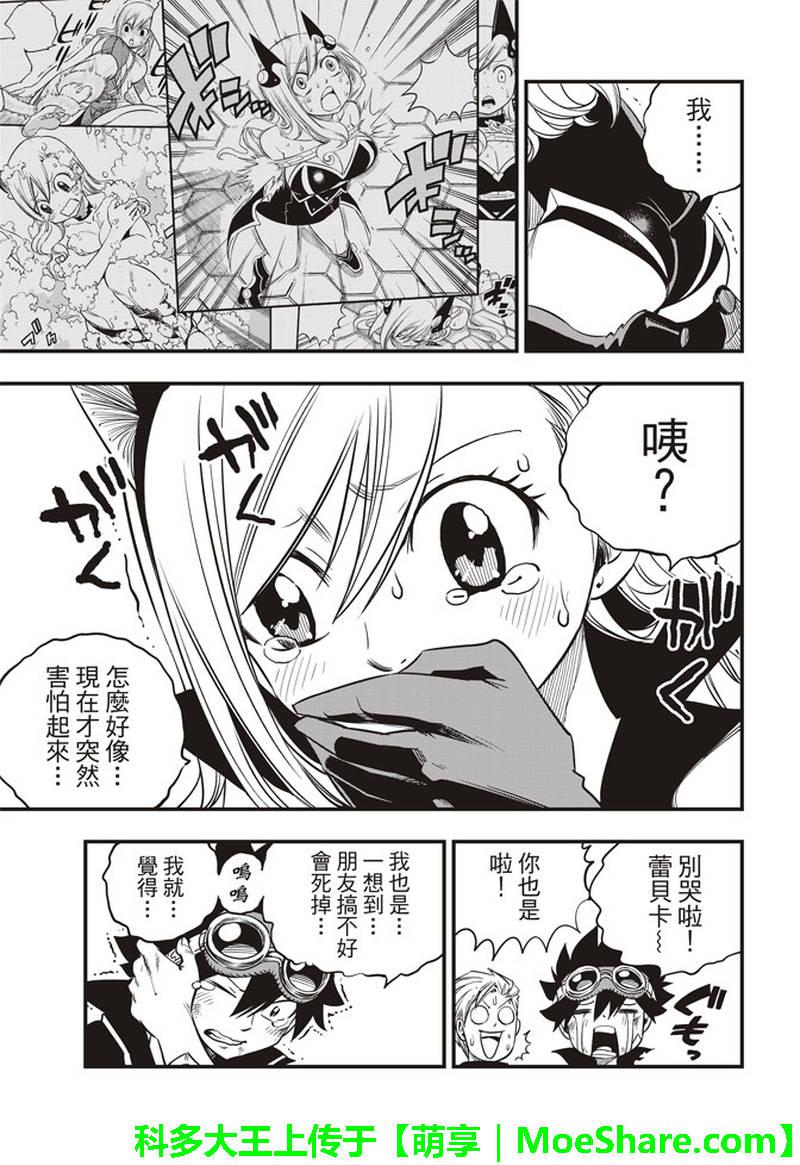 我……
咦?
怎麼好像…
現在才突然
害怕起來…
別哭啦!
蕾貝卡~
你也是
啦!
我也是…
一想到…
朋友搞不好
會死掉…
嗚
嗚
我就…
覺得…
科多大王上传于【萌享 | MoeShare.com】